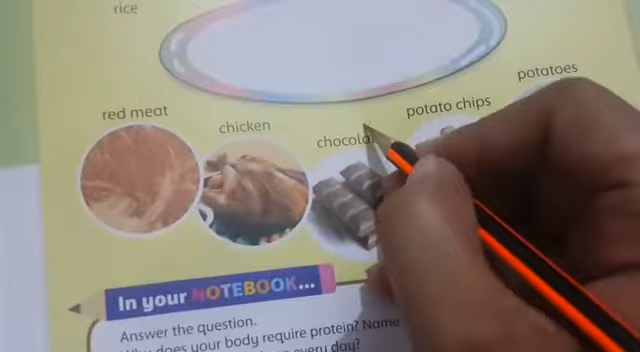 rice
potatoes
potato chips
red meat
chicken
chocola
In your NOTEBOOK...
Answer the question.
Why does your body require protein? Name
every day?